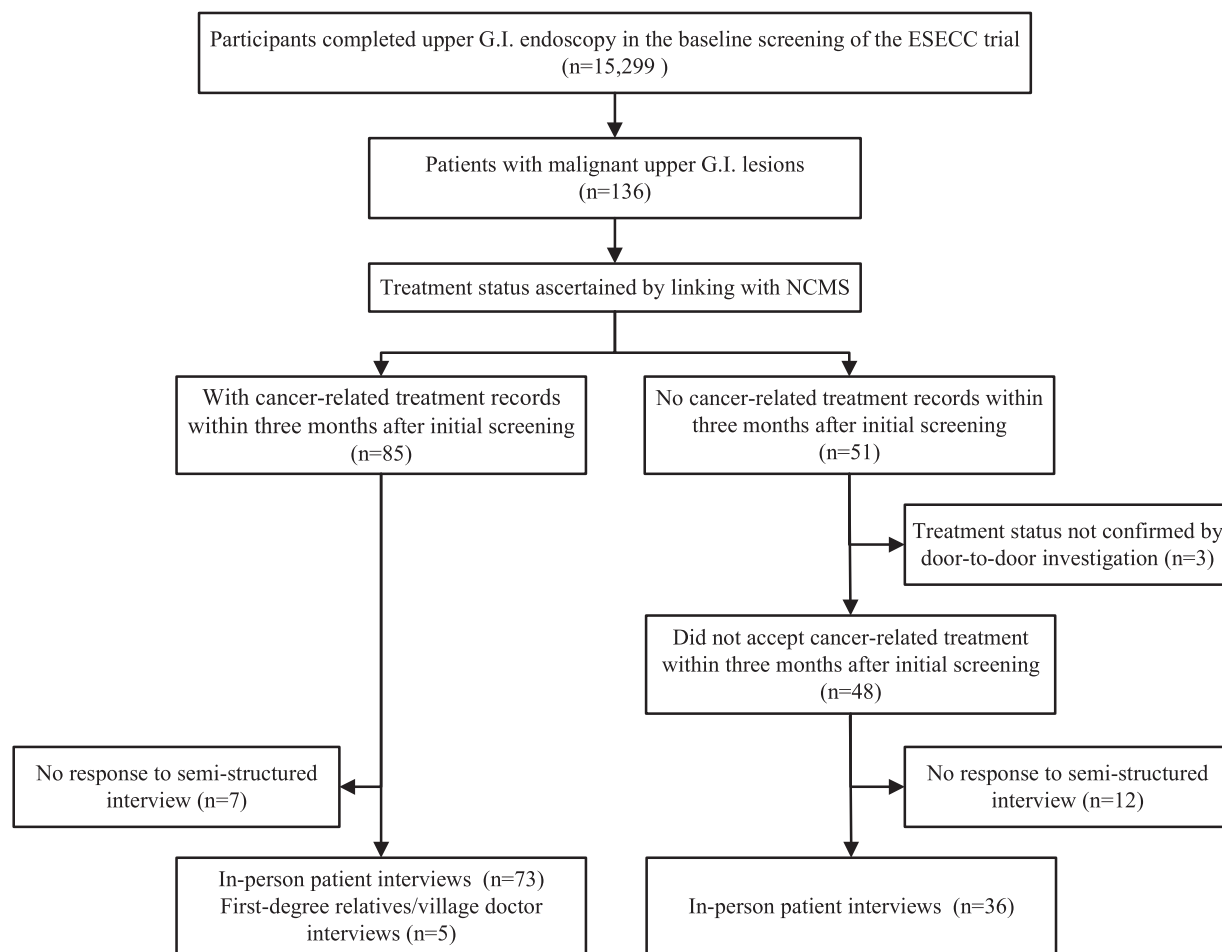 Participants completed upper G.I. endoscopy in the baseline screening of the ESECC trial
(n=15,299 )
Patients with malignant upper G.I. lesions
(n=136)
Treatment status ascertained by linking with NCMS
With cancer-related treatment records
within three months after initial screening
(n=85)
No cancer-related treatment records within
three months after initial screening
(n=51)
Treatment status not confirmed by
door-to-door investigation (n=3)
Did not accept cancer-related treatment
within three months after initial screening
(n=48)
No response to semi-structured
interview (n=7)
No response to semi-structured
interview (n=12)
In-person patient interviews (n=73)
First-degree relatives/village doctor
interviews (n=5)
In-person patient interviews (n=36)